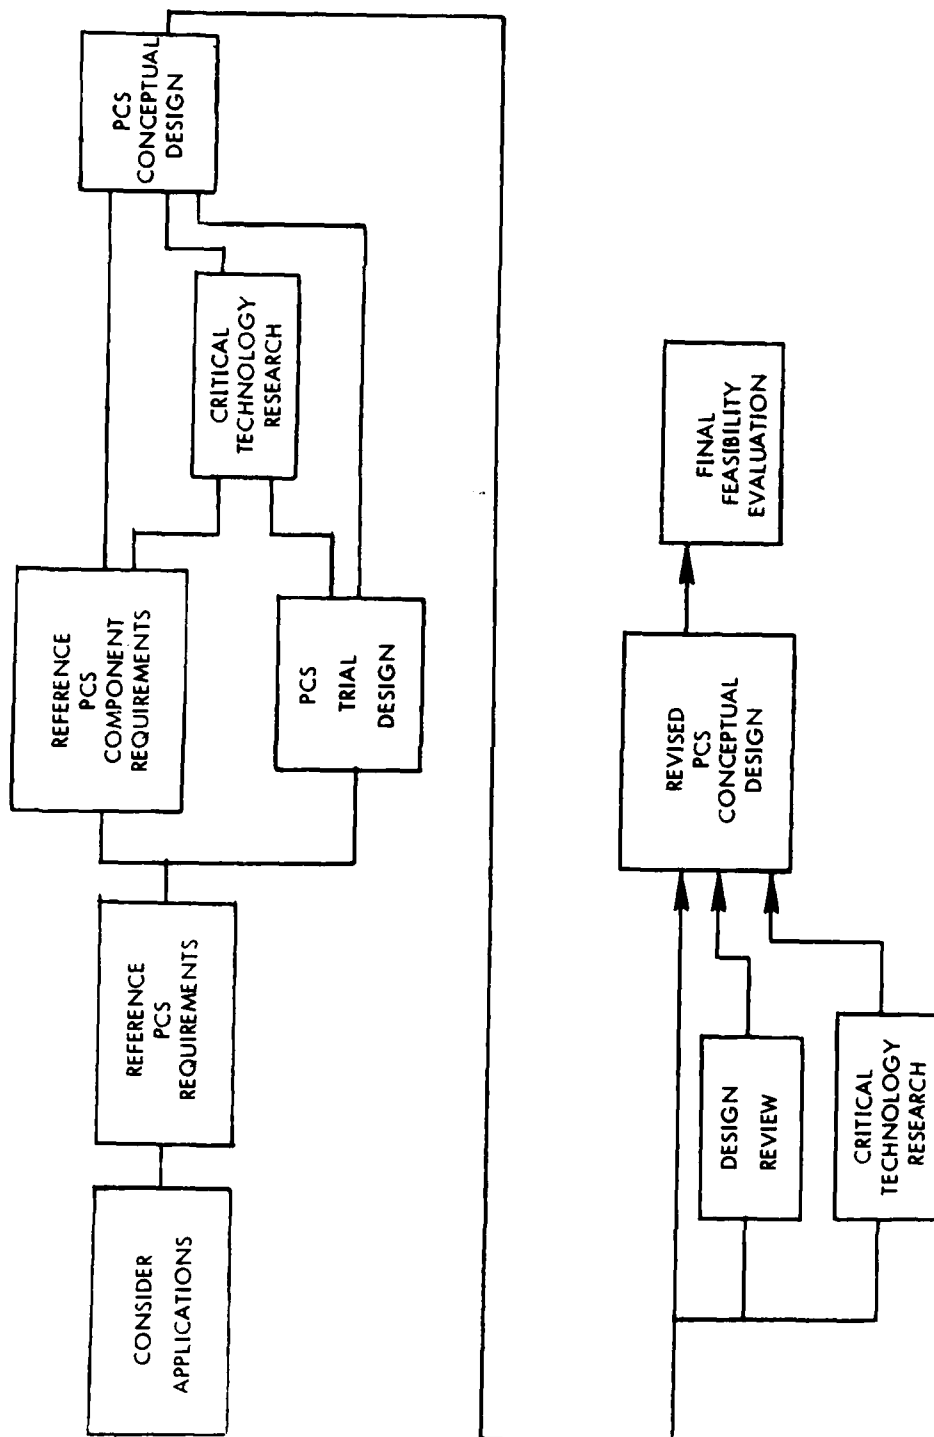 CONSIDER
APPLICATIONS
REFERENCE
PCS
REQUIREMENTS
REFERENCE
PCS
COMPONENT
REQUIREMENTS
PCS
TRIAL
DESIGN
CRITICAL
TECHNOLOGY
RESEARCH
PCS
CONCEPTUAL
DESIGN
DESIGN
REVIEW
CRITICAL
TECHNOLOGY
RESEARCH
REVISED
PCS
CONCEPTUAL
DESIGN
FINAL
FEASIBILITY
EVALUATION